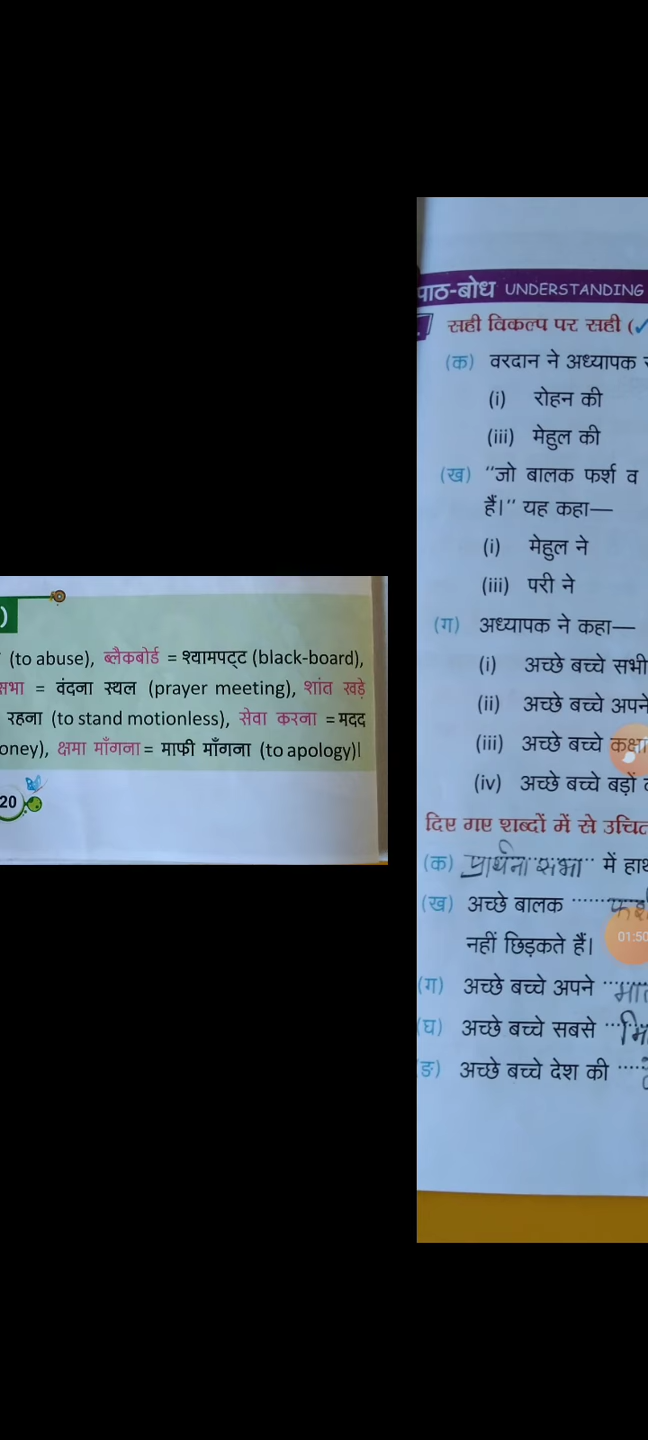 )
(to abuse), ब्लैकबोर्ड = श्यामपट्ट (black-board),
सभा = वंदना स्थल (prayer meeting), शांत खड़े
रहना (to stand motionless), सेवा करना = मदद
oney), क्षमा माँगना = माफी माँगना (to apology)।
20
पाठ-बोध UNDERSTANDING
सही विकल्प पर सही (✓
(क) वरदान ने अध्यापक
(i) रोहन की
(iii) मेहुल की
(ख) "जो बालक फर्श व
हैं।" यह कहा—
(i) मेहुल ने
(iii) परी ने
(ग) अध्यापक ने कहा—
(i) अच्छे बच्चे सभी
(ii) अच्छे बच्चे अपने
(iii) अच्छे बच्चे कक्षा
(iv) अच्छे बच्चे बड़ों
दिए गए शब्दों में से उचित
(क) प्रार्थना सभा में हाथ
(ख) अच्छे बालक
01:50
नहीं छिड़कते हैं।
(ग) अच्छे बच्चे अपने
(घ) अच्छे बच्चे सबसे
(ङ) अच्छे बच्चे देश की